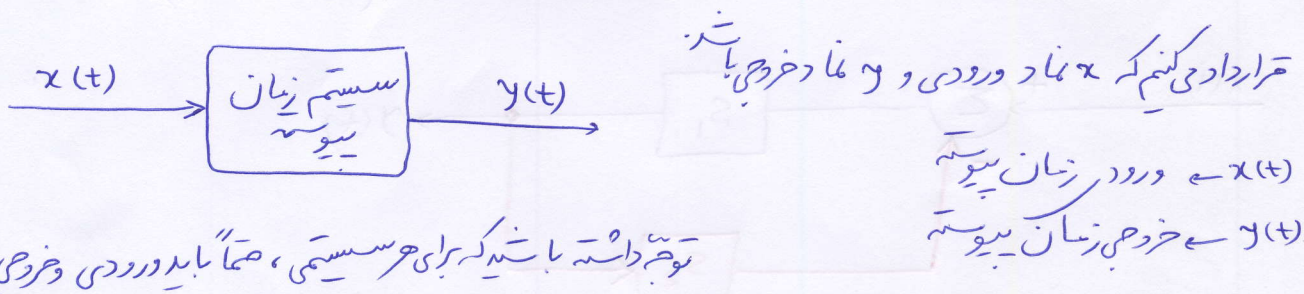 قرارداد می‌کنیم که x نماد ورودی و y نماد خروجی باشد.
x(t)
سیستم زمان
پیوسته
y(t)
x(t) → ورودی زمان پیوسته
y(t) → خروجی زمان پیوسته
توجّه داشته باشید که برای هر سیستمی، حتماً باید ورودی و خروجی